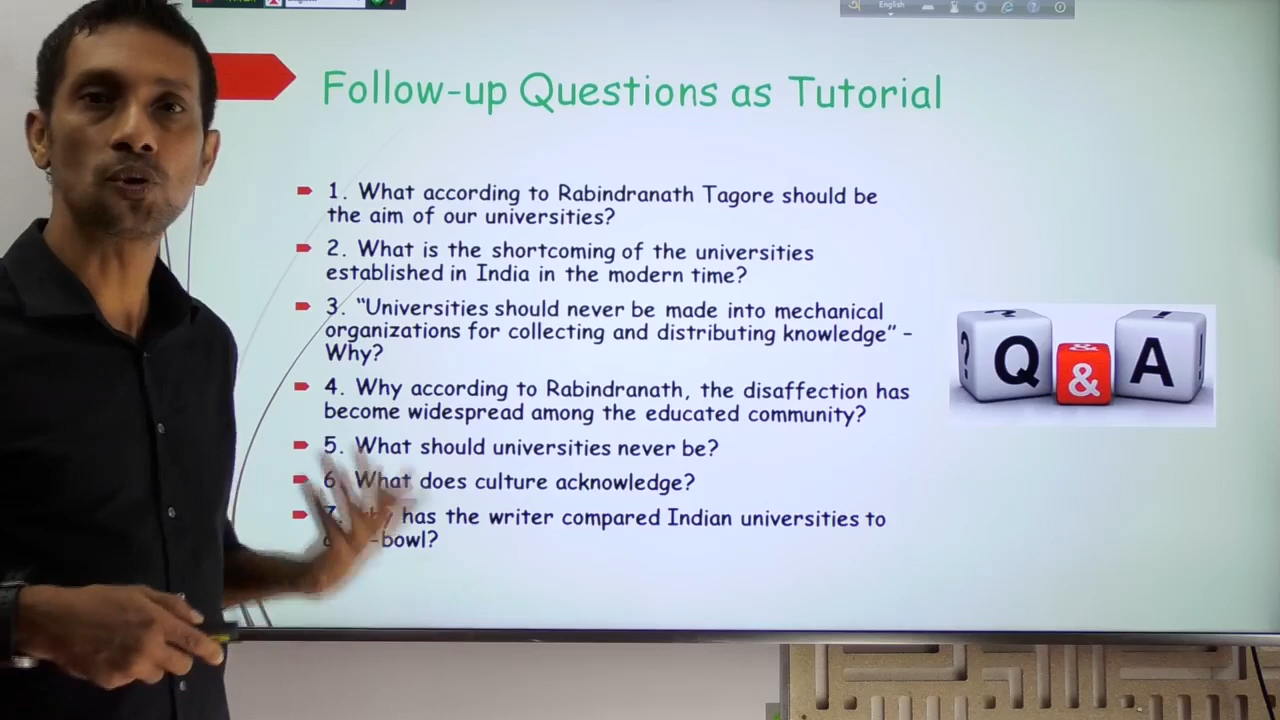 English
Follow-up Questions as Tutorial
1. What according to Rabindranath Tagore should be
the aim of our universities?
2. What is the shortcoming of the universities
established in India in the modern time?
3. "Universities should never be made into mechanical
organizations for collecting and distributing knowledge" –
Why?
4. Why according to Rabindranath, the disaffection has
become widespread among the educated community?
5. What should universities never be?
6. What does culture acknowledge?
7. has the writer compared Indian universities to
-bowl?
? Q & A !